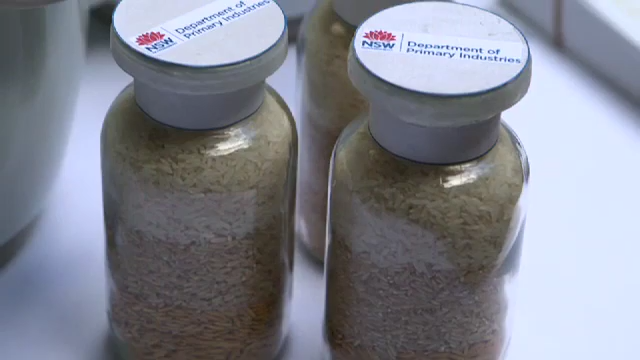 NSW
Department of
Primary Industries
NSW
Department of
Primary Industries